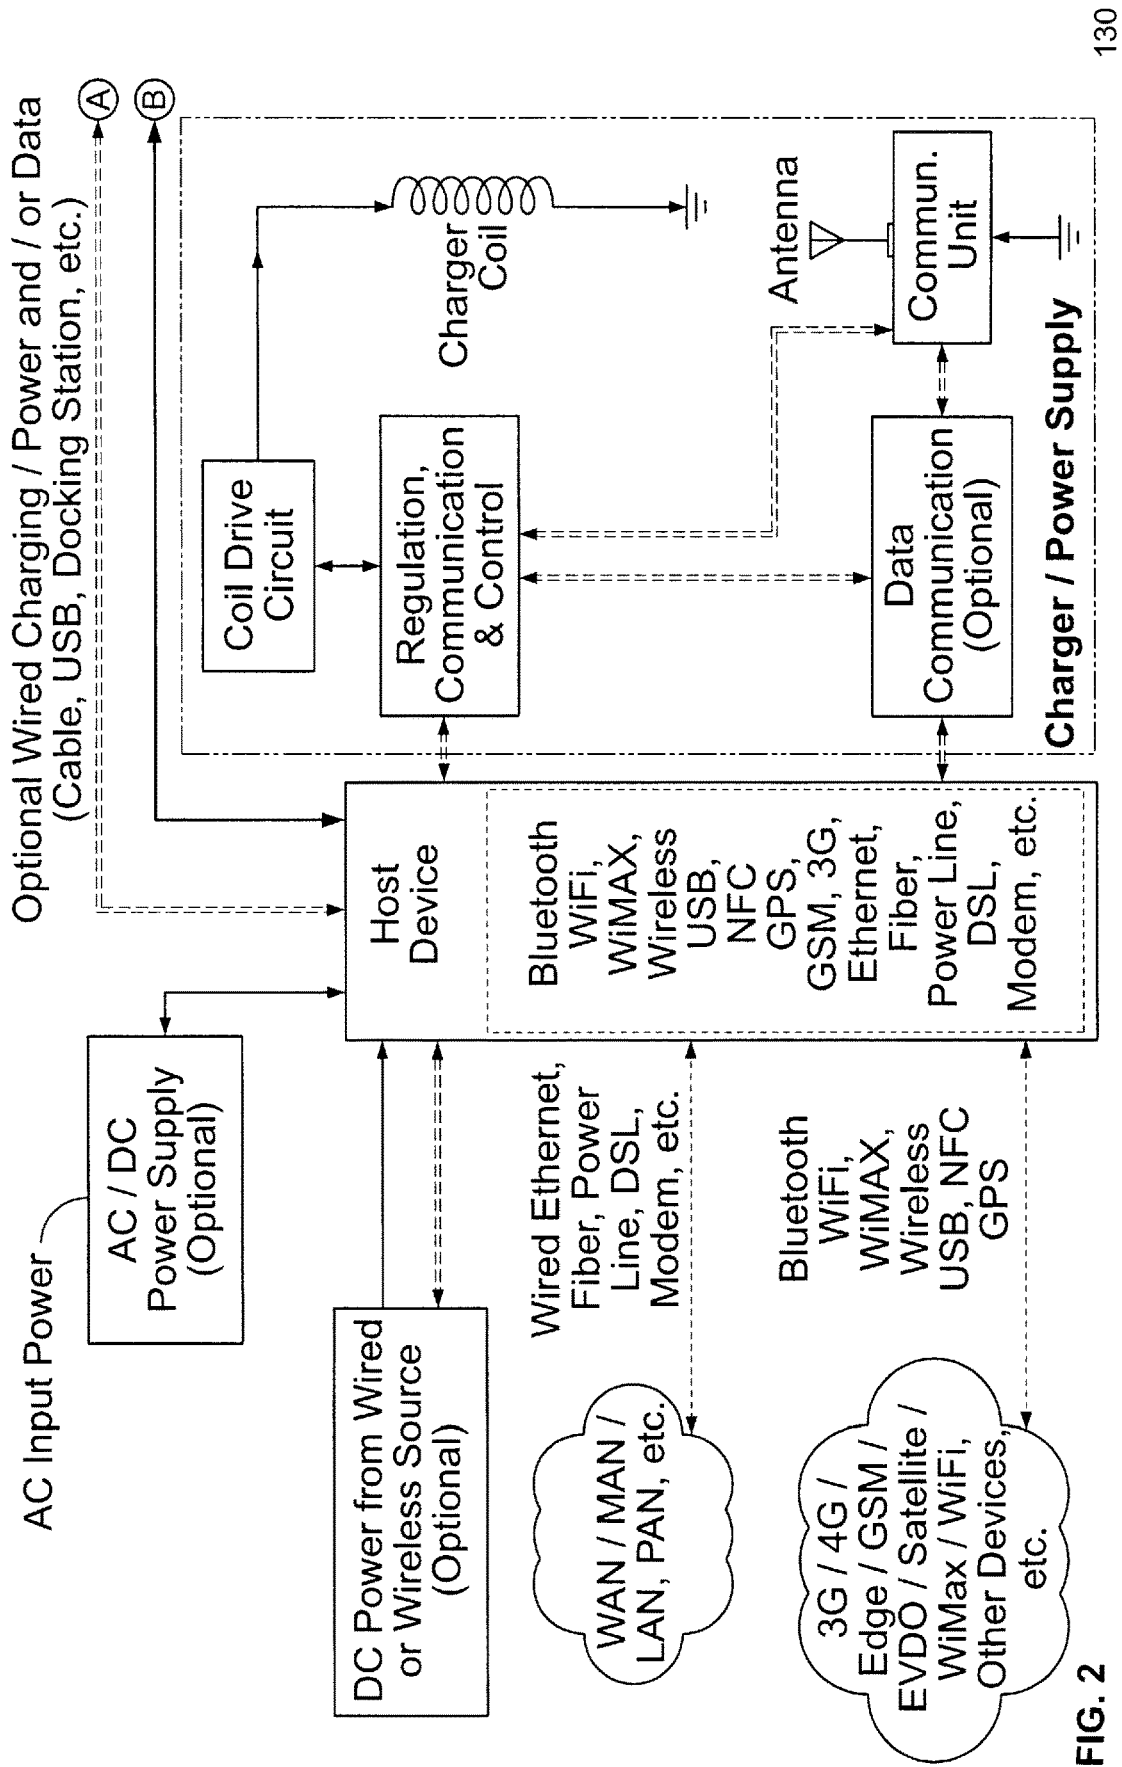 AC Input Power
AC / DC
Power Supply
(Optional)
DC Power from Wired
or Wireless Source
(Optional)
WAN / MAN /
LAN, PAN, etc.
3G / 4G /
Edge / GSM /
EVDO / Satellite /
WiMax / WiFi,
Other Devices,
etc.
Wired Ethernet,
Fiber, Power
Line, DSL,
Modem, etc.
Bluetooth
WiFi,
WiMAX,
Wireless
USB, NFC
GPS
Optional Wired Charging / Power and / or Data
(Cable, USB, Docking Station, etc.)
A
B
Host
Device
Bluetooth
WiFi,
WiMAX,
Wireless
USB,
NFC
GPS,
GSM, 3G,
Ethernet,
Fiber,
Power Line,
DSL,
Modem, etc.
Coil Drive
Circuit
Charger
Coil
Regulation,
Communication
& Control
Antenna
Data
Communication
(Optional)
Commun.
Unit
Charger / Power Supply
FIG. 2
130